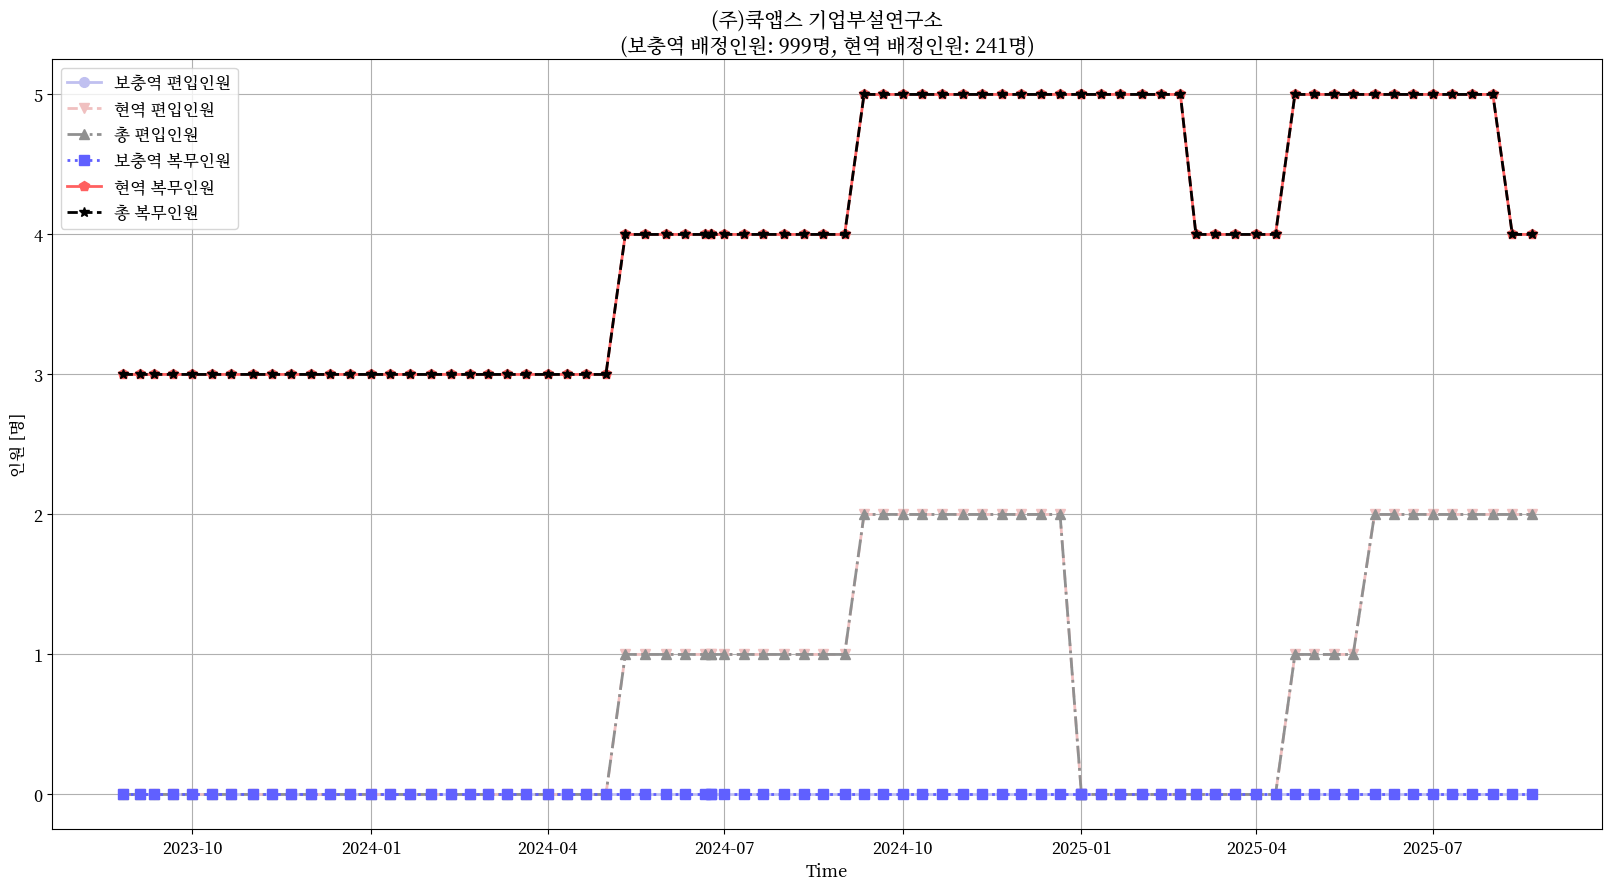 (주)쿡앱스 기업부설연구소
(보충역 배정인원: 999명, 현역 배정인원: 241명)
보충역 편입인원
현역 편입인원
총 편입인원
보충역 복무인원
현역 복무인원
총 복무인원
5
4
3
2
1
0
인원 [명]
2023-10
2024-01
2024-04
2024-07
2024-10
2025-01
2025-04
2025-07
Time